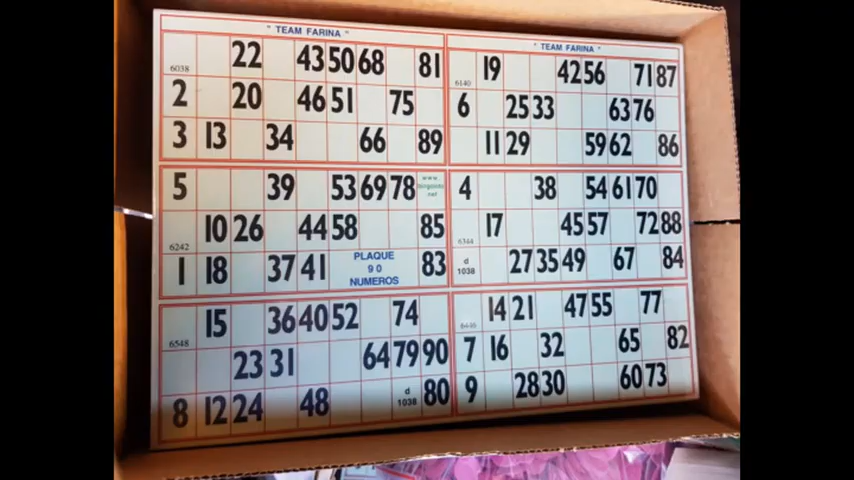 " TEAM FARINA "
6038 22 43 50 68 81
2 20 46 51 75
3 13 34 66 89
5 39 53 69 78 www. bingopro .net
6242 10 26 44 58 85
1 18 37 41 PLAQUE 90 NUMEROS 83
6548 15 36 40 52 74
23 31 64 79 90
8 12 24 48 d 1038 80
" TEAM FARINA "
6140 19 42 56 71 87
6 25 33 63 76
11 29 59 62 86
4 38 54 61 70
6344 17 45 57 72 88
d 1038 27 35 49 67 84
6446 14 21 47 55 77
7 16 32 65 82
9 28 30 60 73